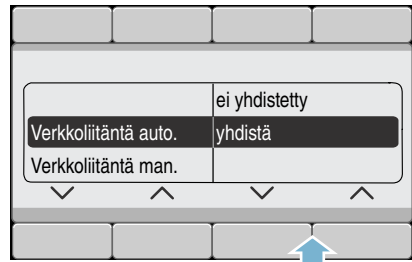 ei yhdistetty
Verkkoliitäntä auto. yhdistä
Verkkoliitäntä man.